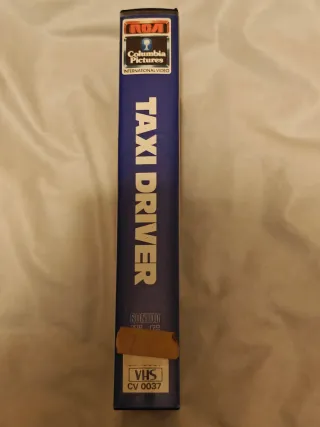 RCA
Columbia
Pictures
INTERNATIONAL VIDEO
TAXI DRIVER
VHS
CV 0037